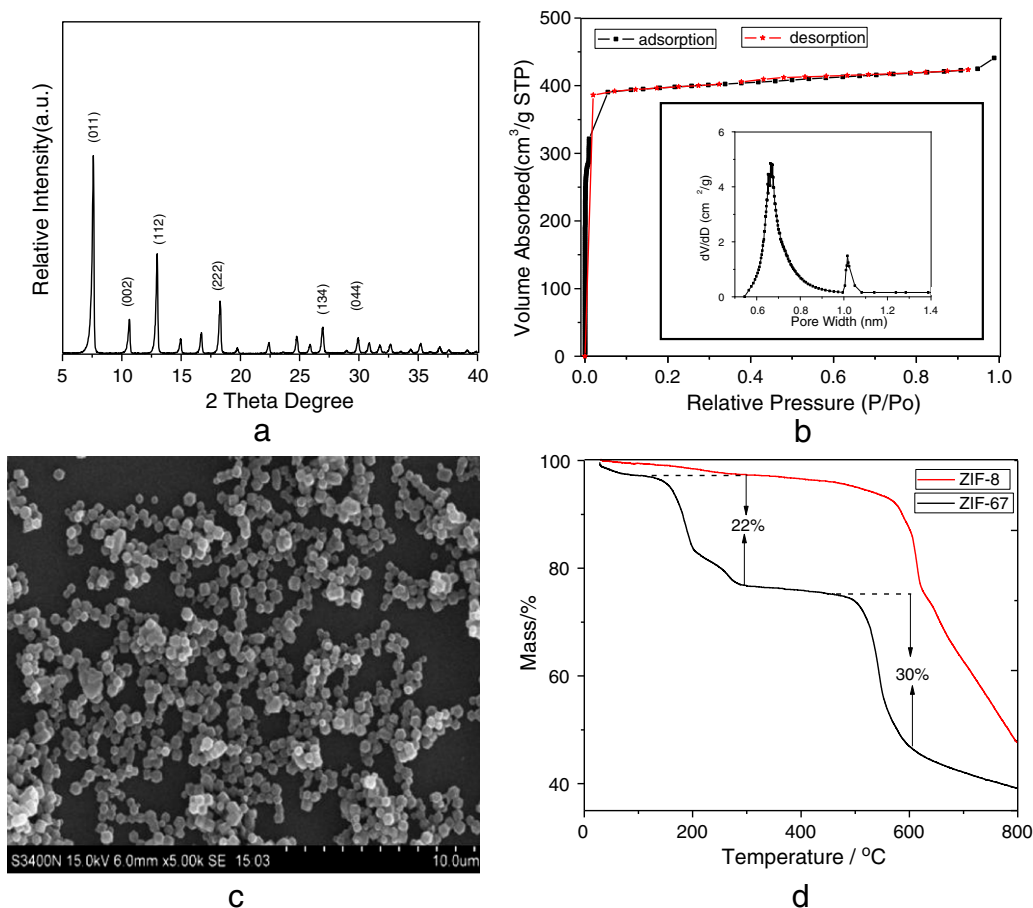 (011)
(002)
(112)
(222)
(134)
(044)
Relative Intensity(a.u.)
5 10 15 20 25 30 35 40
2 Theta Degree
a
adsorption desorption
500
400
300
200
100
0
Volume Absorbed(cm³/g STP)
0.0 0.2 0.4 0.6 0.8 1.0
Relative Pressure (P/Po)
6
4
2
0
dV/dD (cm⁻²/g)
0.6 0.8 1.0 1.2 1.4
Pore Width (nm)
b
S3400N 15.0kV 6.0mm x5.00k SE 15 03 10.0um
c
ZIF-8
ZIF-67
100
80
60
40
Mass/%
22%
30%
0 200 400 600 800
Temperature / °C
d